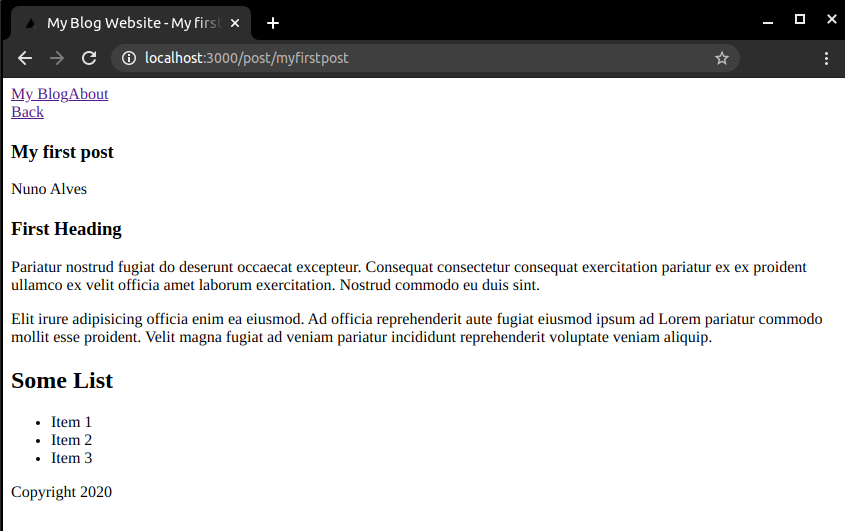 My Blog Website - My first
localhost:3000/post/myfirstpost
My BlogAbout
Back
My first post
Nuno Alves
First Heading
Pariatur nostrud fugiat do deserunt occaecat excepteur. Consequat consectetur consequat exercitation pariatur ex ex proident
ullamco ex velit officia amet laborum exercitation. Nostrud commodo eu duis sint.
Elit irure adipisicing officia enim ea eiusmod. Ad officia reprehenderit aute fugiat eiusmod ipsum ad Lorem pariatur commodo
mollit esse proident. Velit magna fugiat ad veniam pariatur incididunt reprehenderit voluptate veniam aliquip.
Some List
• Item 1
• Item 2
• Item 3
Copyright 2020